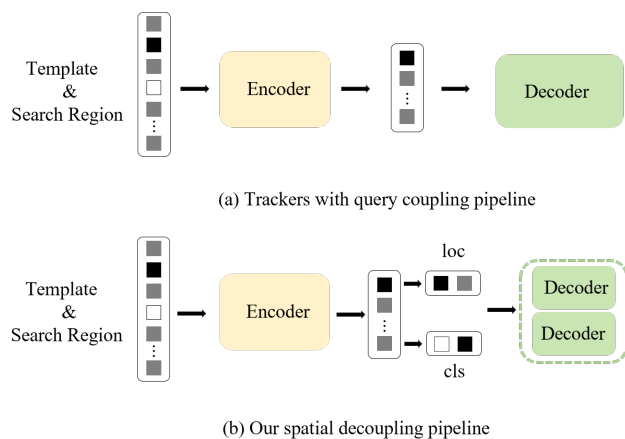 Template
&
Search Region
Encoder
Decoder
(a) Trackers with query coupling pipeline
Template
&
Search Region
Encoder
loc
cls
Decoder
Decoder
(b) Our spatial decoupling pipeline